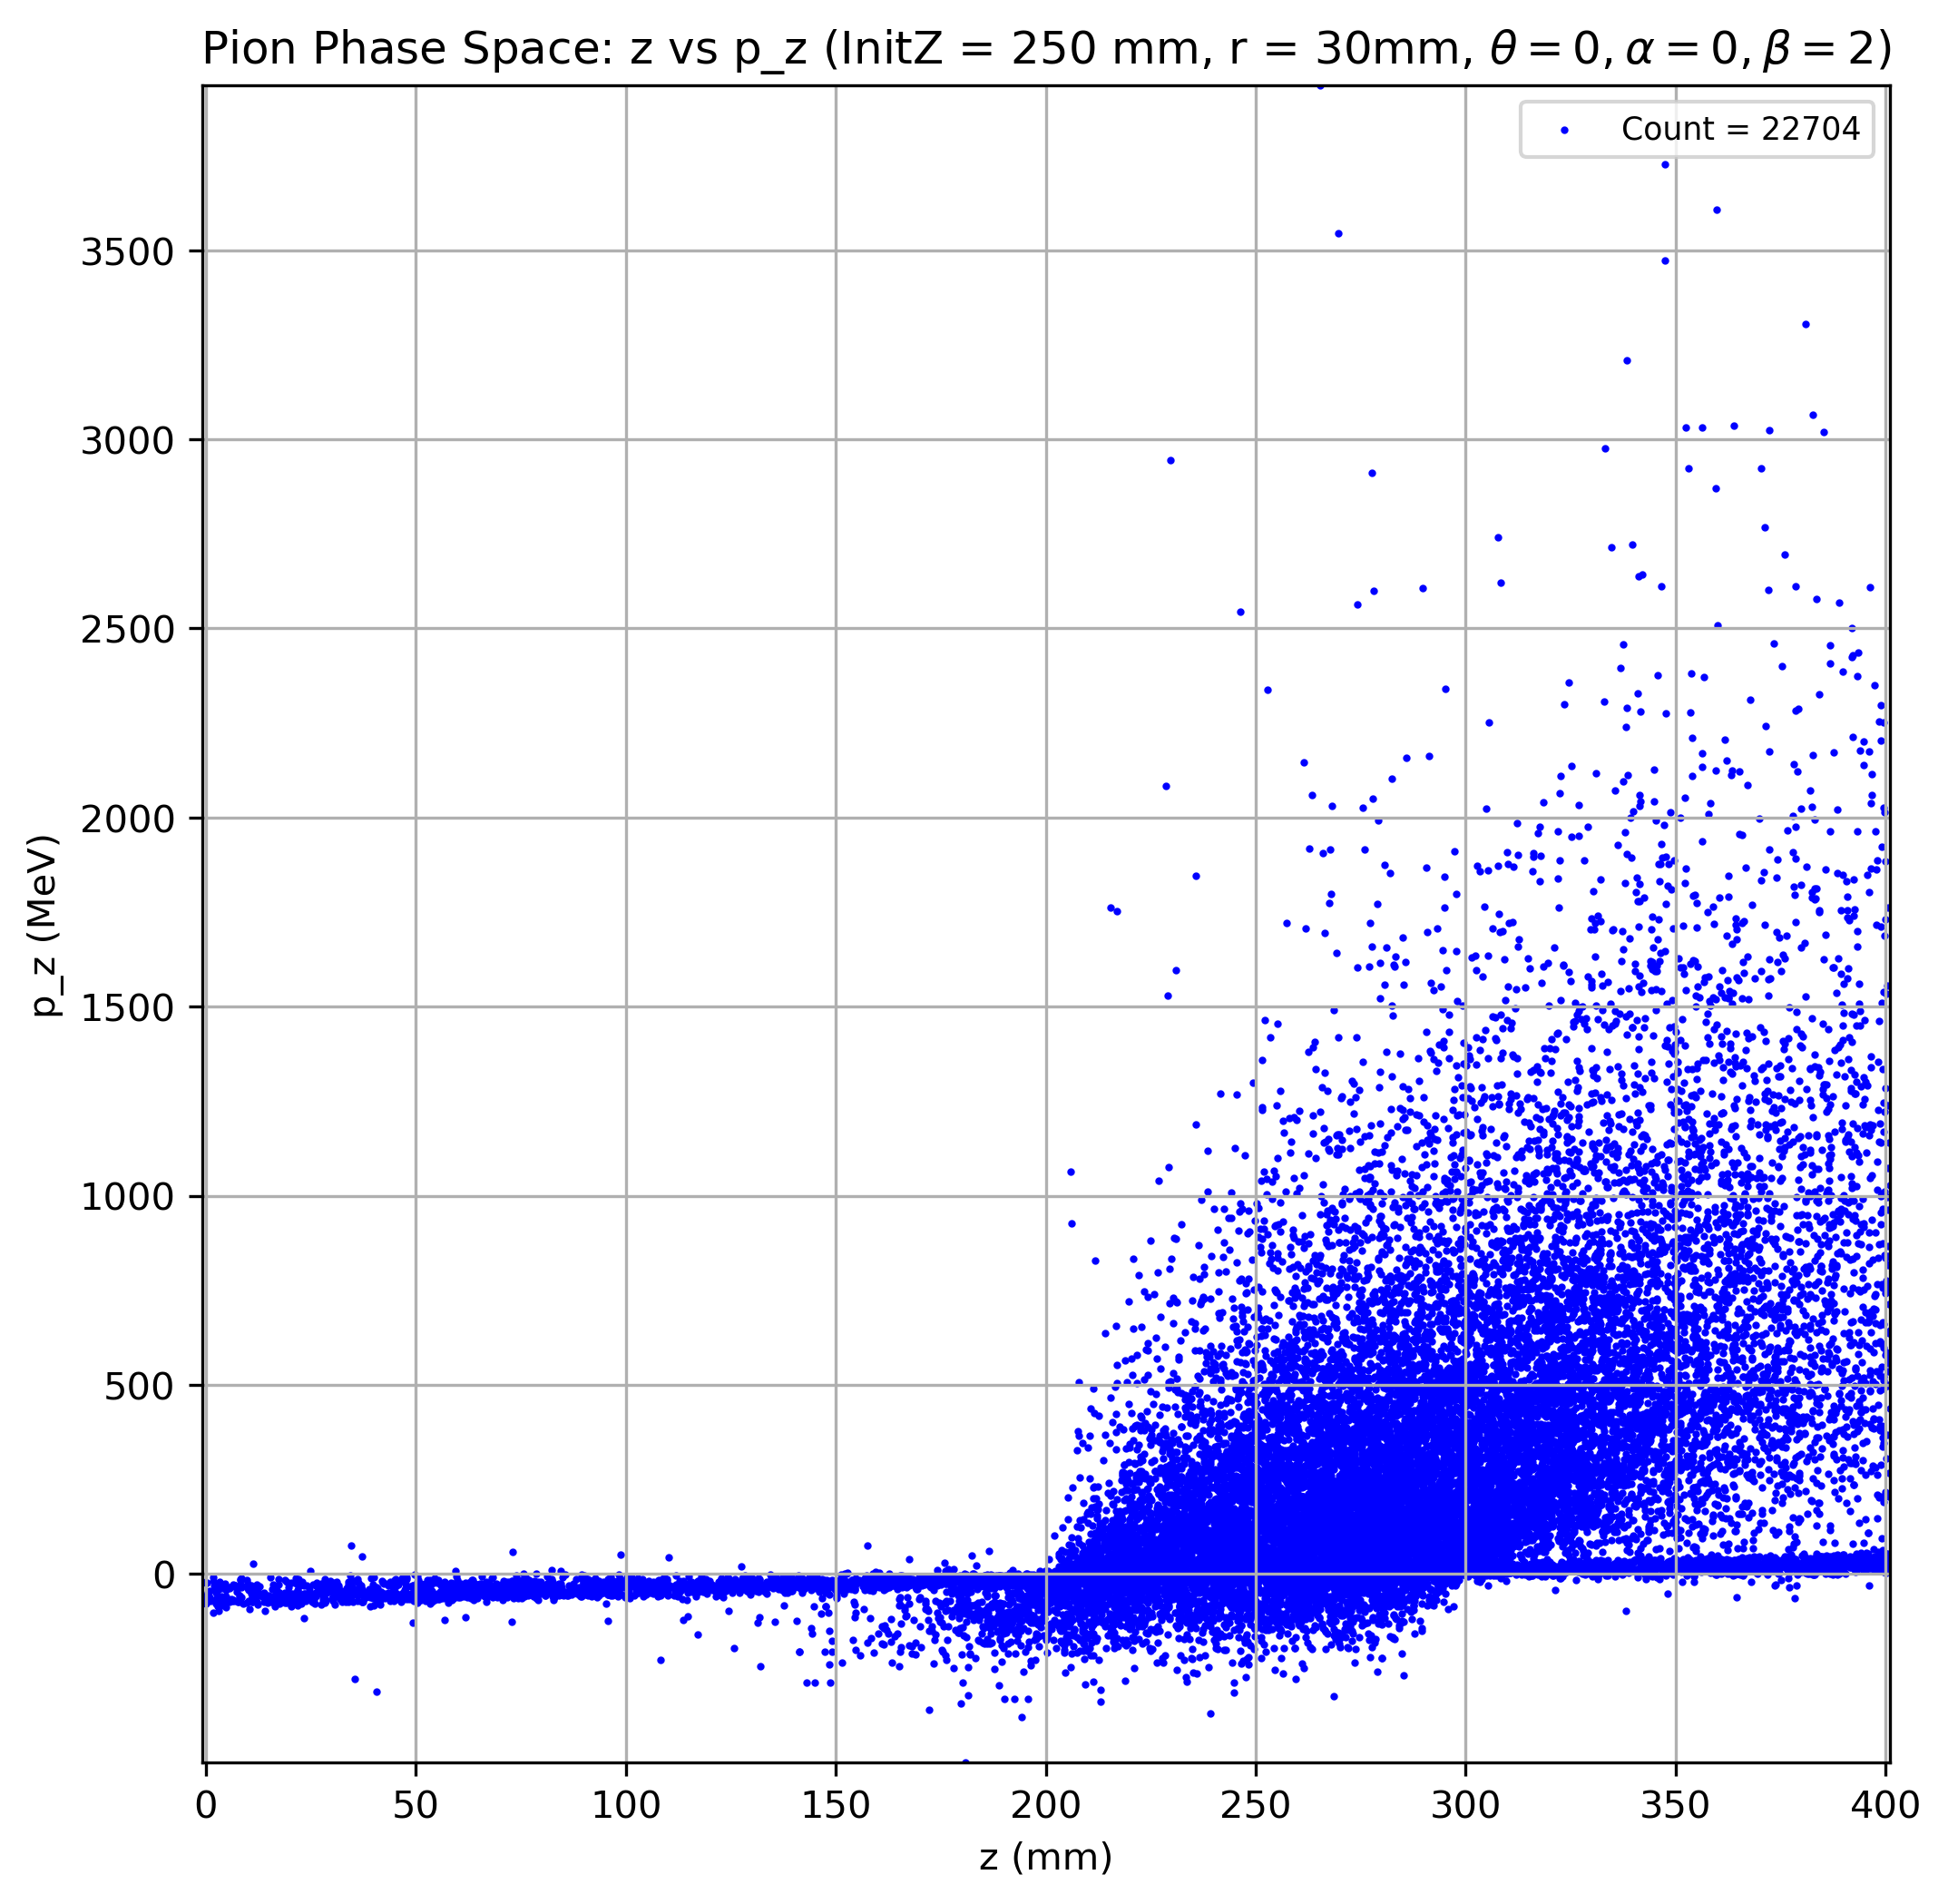 Pion Phase Space: z vs p_z (InitZ = 250 mm, r = 30mm, θ = 0, α = 0, β = 2)
Count = 22704
3500
3000
2500
2000
1500
1000
500
0
p_z (MeV)
0 50 100 150 200 250 300 350 400
z (mm)